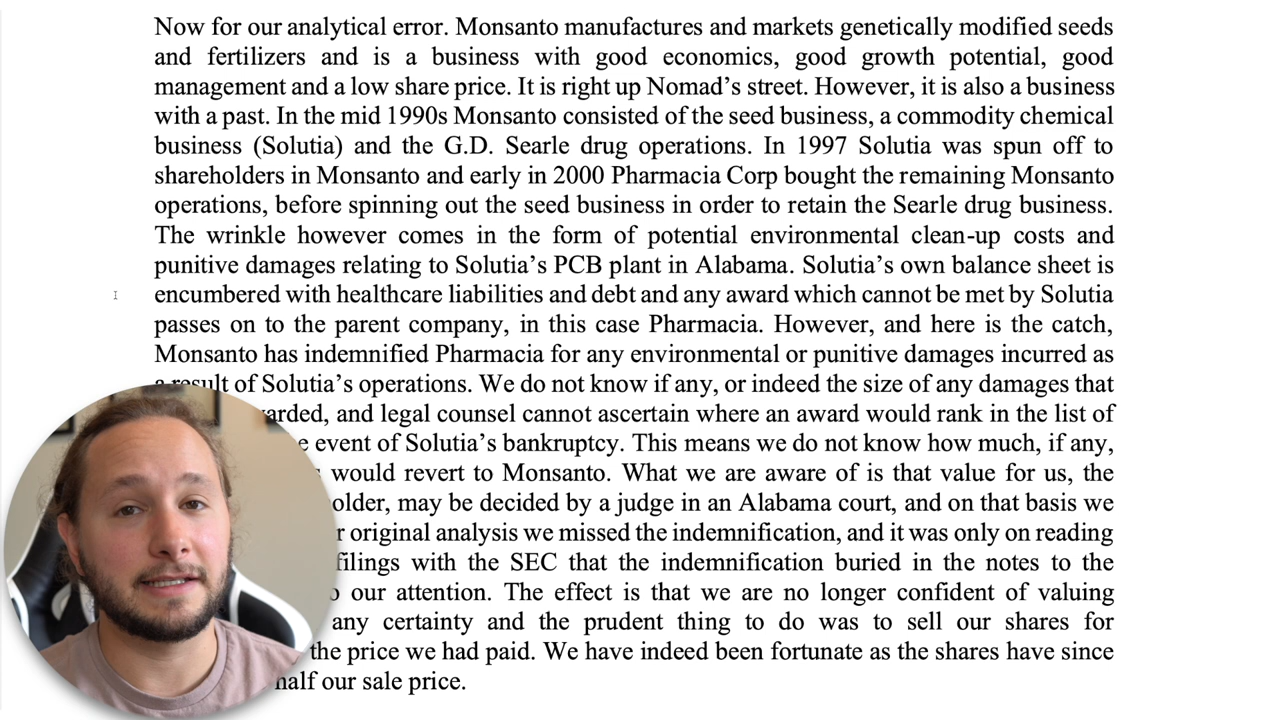 Now for our analytical error. Monsanto manufactures and markets genetically modified seeds
and fertilizers and is a business with good economics, good growth potential, good
management and a low share price. It is right up Nomad’s street. However, it is also a business
with a past. In the mid 1990s Monsanto consisted of the seed business, a commodity chemical
business (Solutia) and the G.D. Searle drug operations. In 1997 Solutia was spun off to
shareholders in Monsanto and early in 2000 Pharmacia Corp bought the remaining Monsanto
operations, before spinning out the seed business in order to retain the Searle drug business.
The wrinkle however comes in the form of potential environmental clean-up costs and
punitive damages relating to Solutia’s PCB plant in Alabama. Solutia’s own balance sheet is
encumbered with healthcare liabilities and debt and any award which cannot be met by Solutia
passes on to the parent company, in this case Pharmacia. However, and here is the catch,
Monsanto has indemnified Pharmacia for any environmental or punitive damages incurred as
a result of Solutia’s operations. We do not know if any, or indeed the size of any damages that
and legal counsel cannot ascertain where an award would rank in the list of
event of Solutia’s bankruptcy. This means we do not know how much, if any,
would revert to Monsanto. What we are aware of is that value for us, the
may be decided by a judge in an Alabama court, and on that basis we
original analysis we missed the indemnification, and it was only on reading
filings with the SEC that the indemnification buried in the notes to the
our attention. The effect is that we are no longer confident of valuing
any certainty and the prudent thing to do was to sell our shares for
the price we had paid. We have indeed been fortunate as the shares have since
half our sale price.